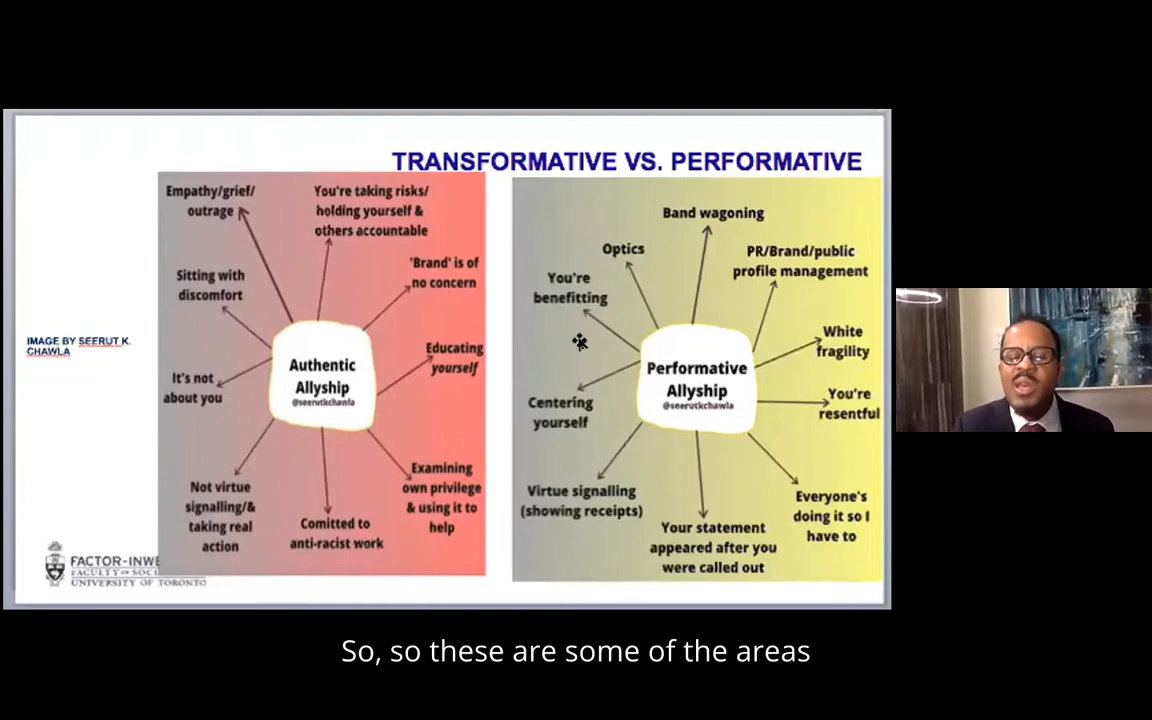 TRANSFORMATIVE VS. PERFORMATIVE
IMAGE BY SEERUT K.
CHAWLA
Empathy/grief/
outrage
You're taking risks/
holding yourself &
others accountable
'Brand' is of
no concern
Sitting with
discomfort
Educating
yourself
Authentic
Allyship
@seerutkchawla
It's not
about you
Examining
own privilege
& using it to
help
Not virtue
signalling/&
taking real
action
Comitted to
anti-racist work
Band wagoning
Optics
PR/Brand/public
profile management
You're
benefitting
White
fragility
Performative
Allyship
@seerutkchawla
You're
resentful
Centering
yourself
Virtue signalling
(showing receipts)
Everyone's
doing it so I
have to
Your statement
appeared after you
were called out
FACTOR-INWE
FACULTY OF SOCI
UNIVERSITY OF TORONTO
So, so these are some of the areas